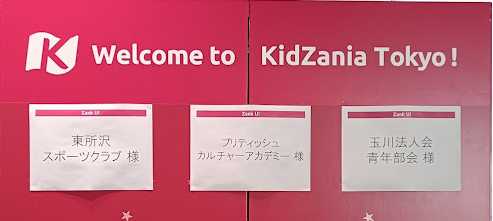 Welcome to KidZania Tokyo!
Zank U!
東所沢
スポーツクラブ 様
Zank U!
ブリティッシュ
カルチャーアカデミー 様
Zank U!
玉川法人会
青年部会 様